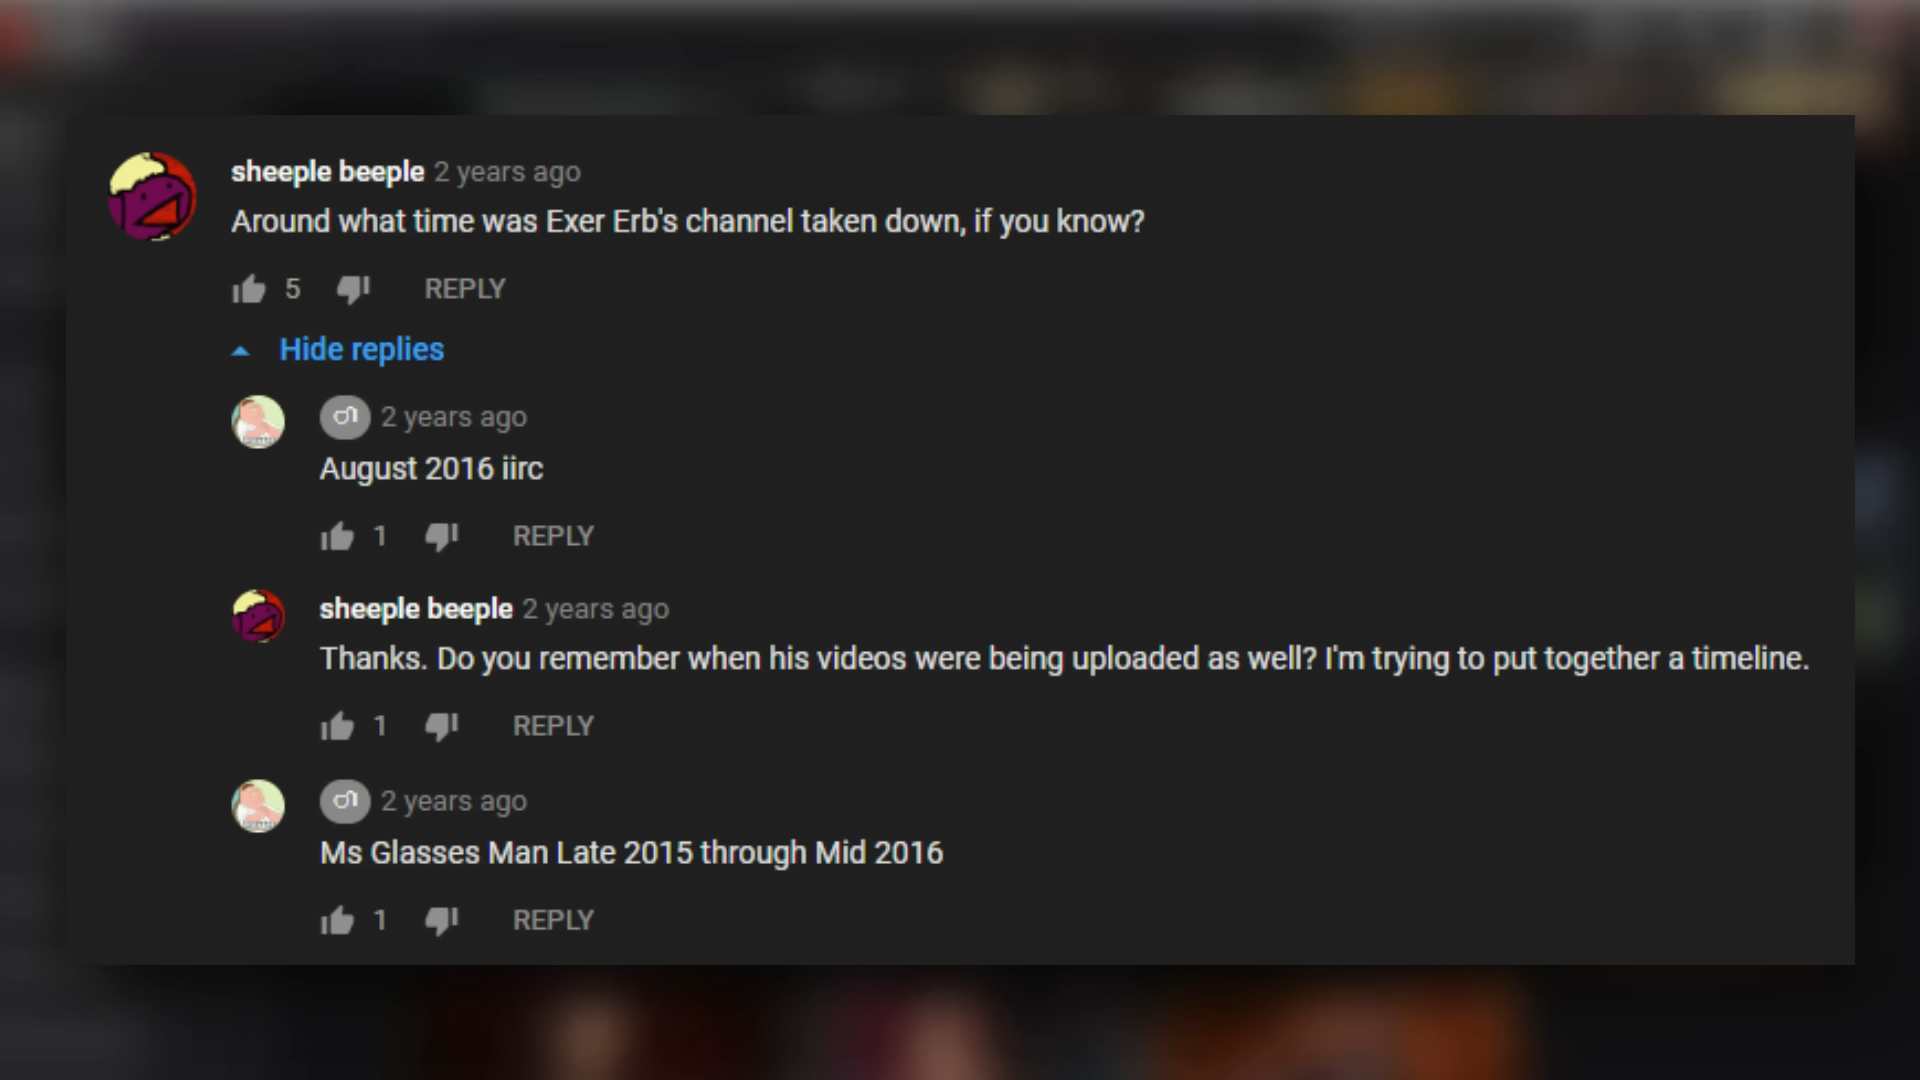 sheeple beeple 2 years ago
Around what time was Exer Erb's channel taken down, if you know?
5 REPLY
Hide replies
2 years ago
August 2016 iirc
1 REPLY
sheeple beeple 2 years ago
Thanks. Do you remember when his videos were being uploaded as well? I'm trying to put together a timeline.
1 REPLY
2 years ago
Ms Glasses Man Late 2015 through Mid 2016
1 REPLY